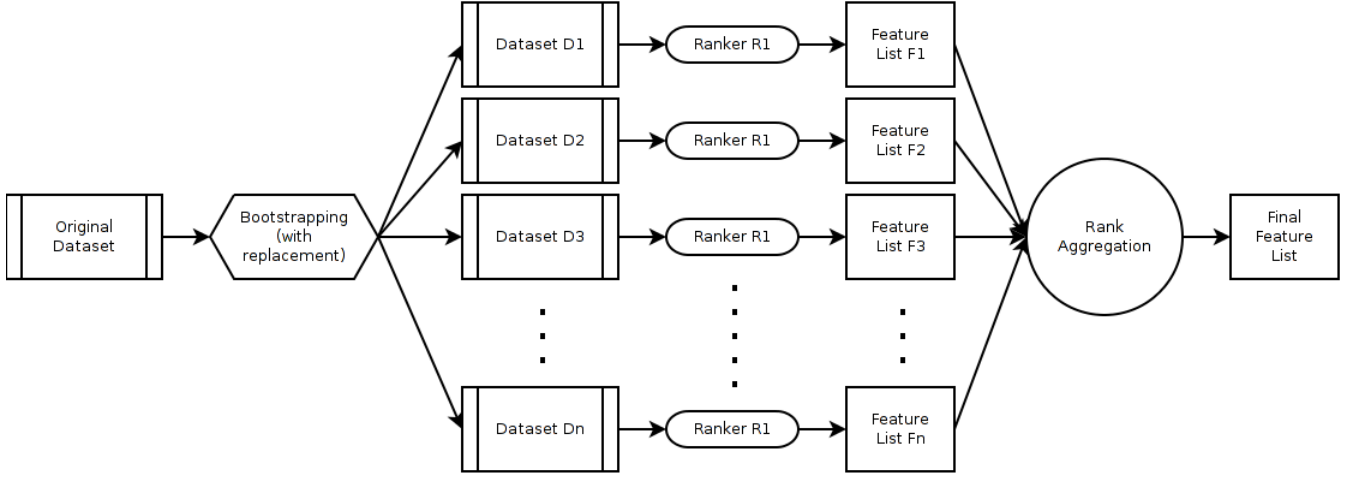 Original
Dataset
Bootstrapping
(with
replacement)
Dataset D1
Ranker R1
Feature
List F1
Dataset D2
Ranker R1
Feature
List F2
Dataset D3
Ranker R1
Feature
List F3
Dataset Dn
Ranker R1
Feature
List Fn
Rank
Aggregation
Final
Feature
List